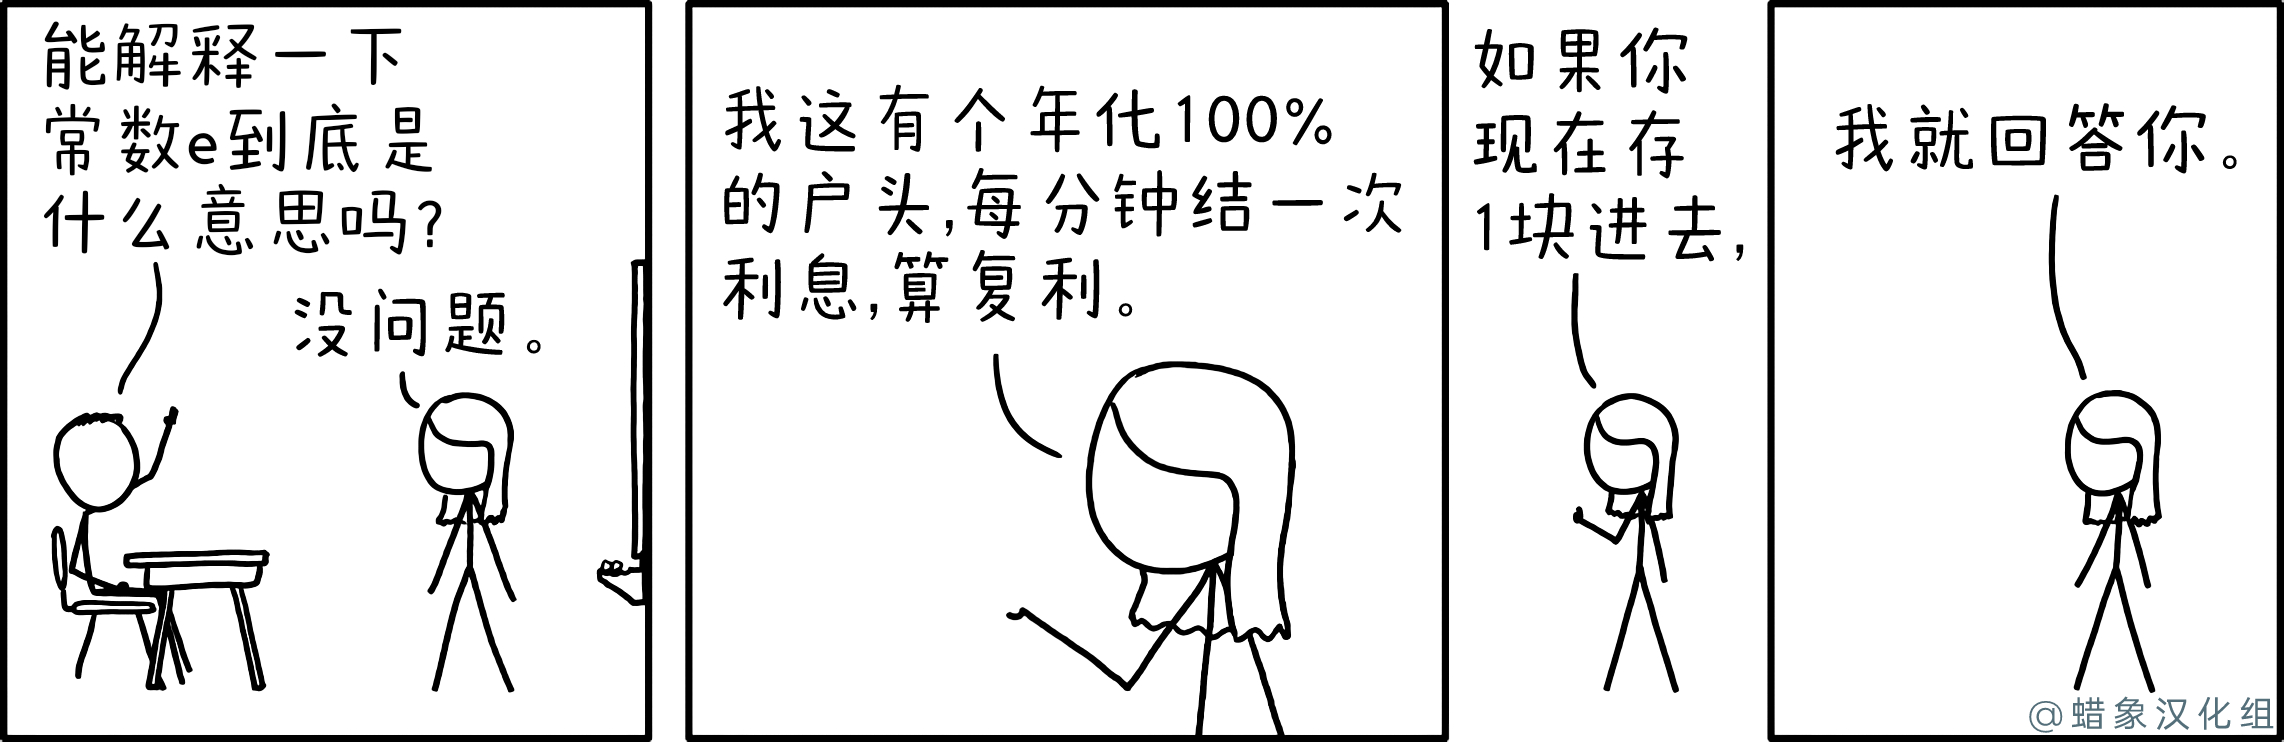 能解释一下
常数e到底是
什么意思吗?
没问题。
我这有个年化100%
的户头,每分钟结一次
利息,算复利。
如果你
现在存
1块进去,
我就回答你。
@蜡象汉化组